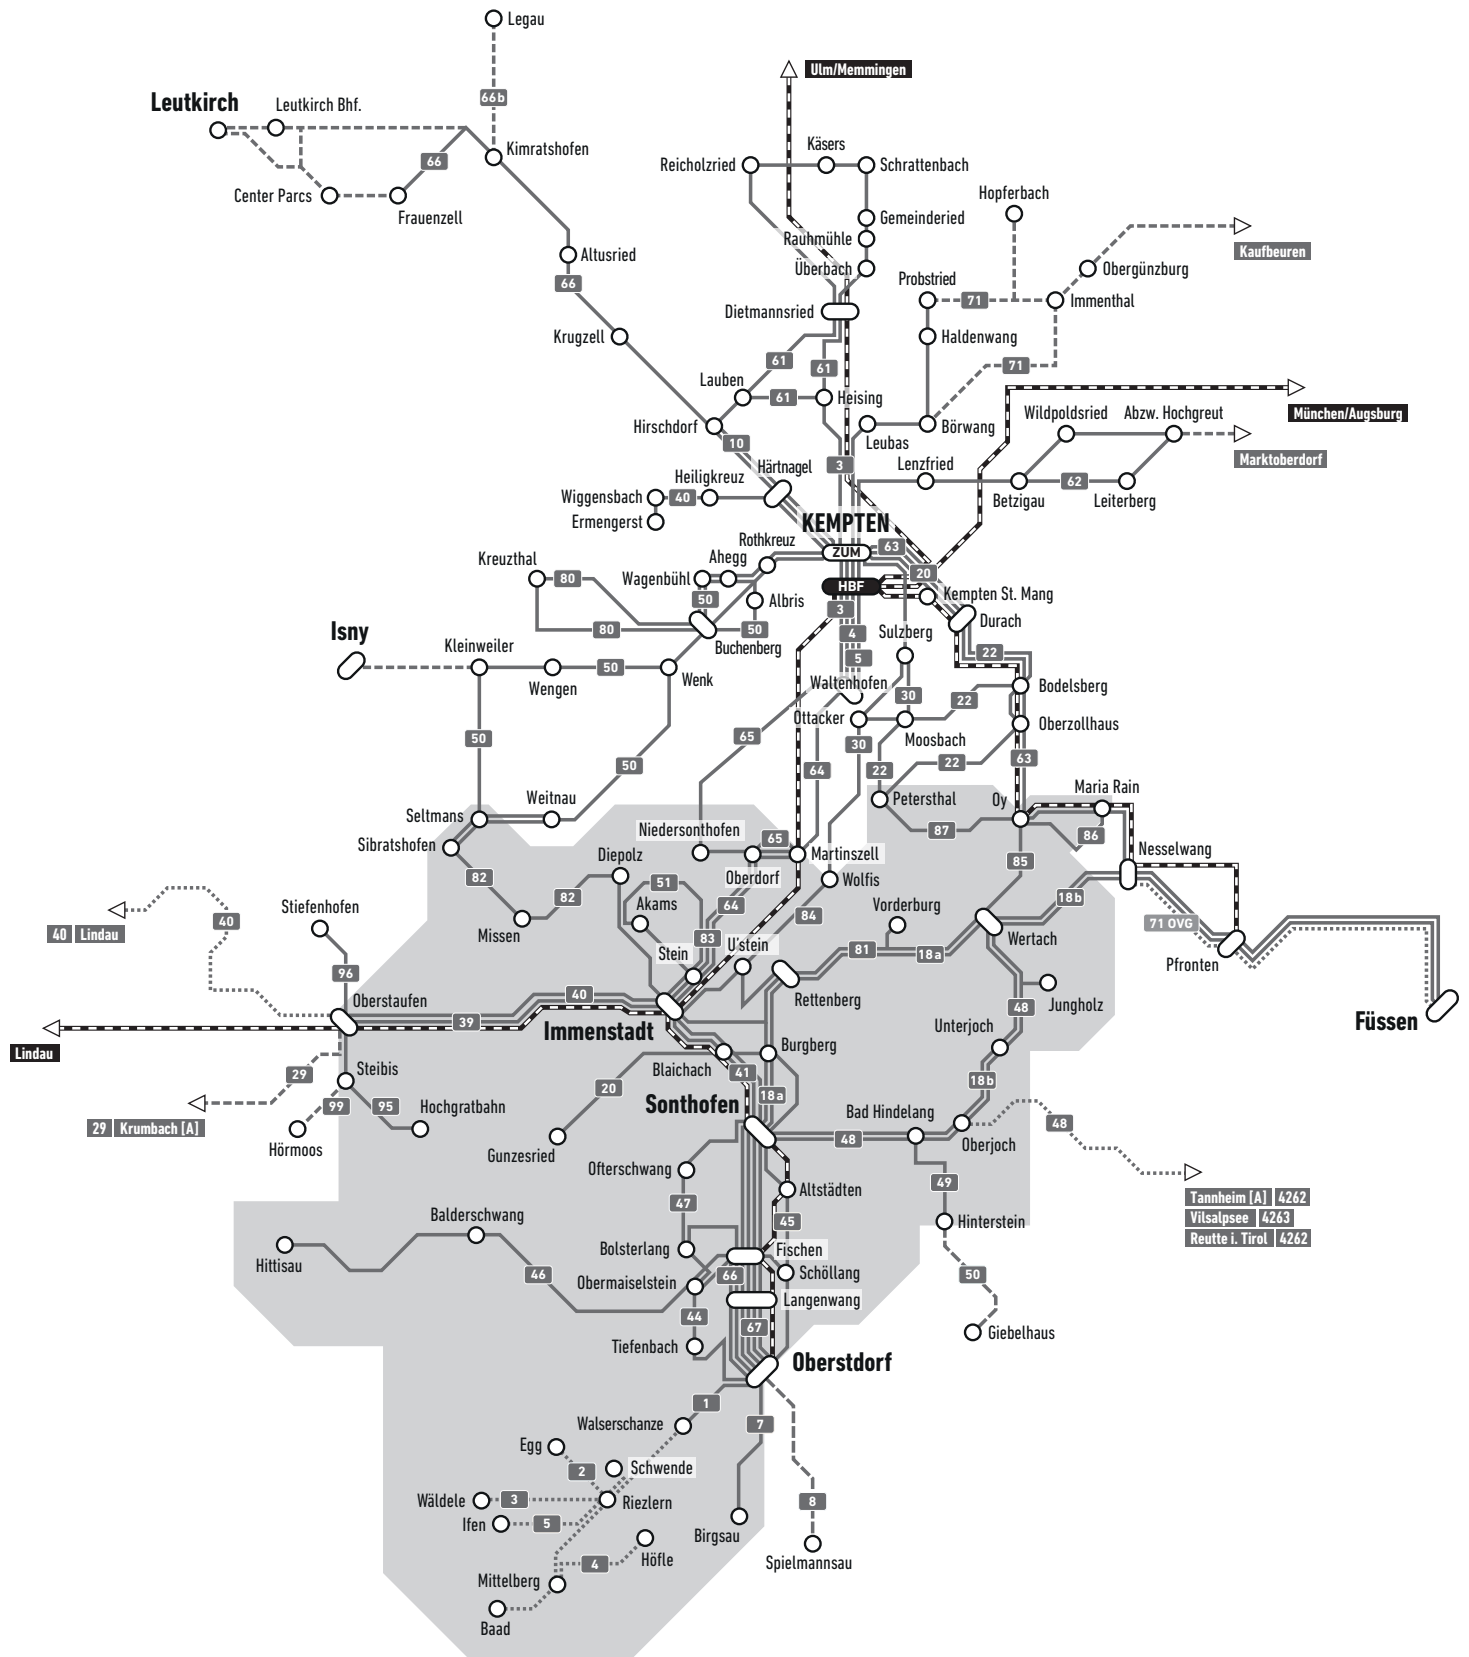 Legau
Ulm/Memmingen
66b
Leutkirch
Leutkirch Bhf.
Kimratshofen
Käsers
Reicholzried
Schrattenbach
66
Center Parcs
Frauenzell
Hopferbach
Gemeinderied
Rauhmühle
Kaufbeuren
Altusried
Überbach
Obergünzburg
66
Probstried
71
Immenthal
Dietmannsried
Krugzell
Haldenwang
61
61
71
Lauben
61
Heising
München/Augsburg
Hirschdorf
Leubas
Börwang
Wildpoldsried
Abzw. Hochgreut
10
3
Lenzfried
Marktoberdorf
Härtnagel
Heiligkreuz
Wiggensbach
40
Betzigau
62
Leiterberg
Ermengerst
KEMPTEN
Rothkreuz
ZUM
63
Kreuzthal
Ahegg
80
Wagenbühl
20
HBF
Kempten St. Mang
50
Albris
3
Durach
80
50
4
Sulzberg
Isny
Kleinweiler
Buchenberg
5
22
50
Wengen
Wenk
Waltenhofen
Bodelsberg
30
22
Ottacker
Oberzollhaus
50
65
30
Moosbach
50
64
22
22
63
Weitnau
Petersthal
Oy
Maria Rain
Seltmans
Niedersonthofen
65
87
86
Sibratshofen
Diepolz
Oberdorf
Martinszell
85
Nesselwang
82
82
51
Wolfis
Akams
64
84
18b
Stiefenhofen
Vorderburg
40
40 Lindau
Missen
83
71 OVG
Stein
U'stein
81
18a
Wertach
Pfronten
96
40
Rettenberg
Jungholz
Oberstaufen
48
39
Immenstadt
Füssen
Unterjoch
Lindau
Burgberg
Steibis
Blaichach
29
41
20
18a
18b
99
95
Hochgratbahn
Sonthofen
Bad Hindelang
29 Krumbach [A]
48
48
Oberjoch
Hörmoos
Gunzesried
Ofterschwang
49
Tannheim [A] 4262
47
Altstädten
Vilsalpsee 4263
Balderschwang
45
Hinterstein
Reutte i. Tirol 4262
Bolsterlang
Fischen
Hittisau
46
66
Schöllang
50
Obermaiselstein
Langenwang
44
67
Giebelhaus
Tiefenbach
Oberstdorf
1
7
Walserschanze
Egg
2
Schwende
Wäldele
3
Riezlern
8
Ifen
5
Birgsau
Höfle
Spielmannsau
4
Mittelberg
Baad